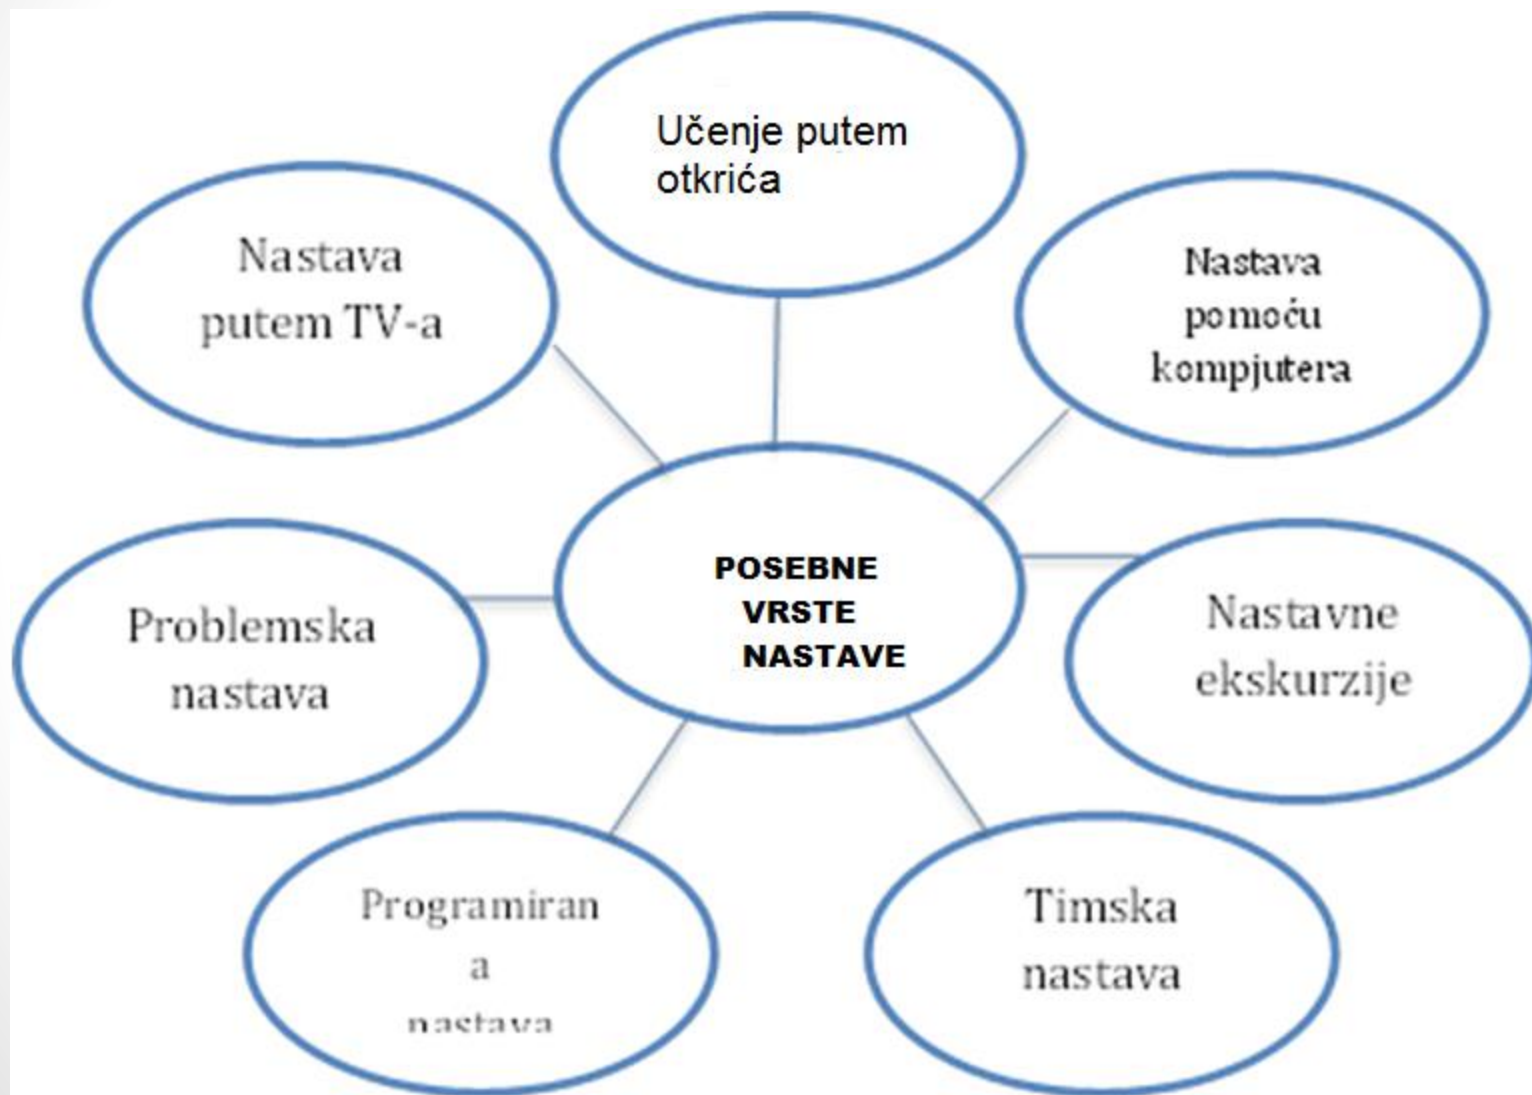 Učenje putem
otkrića
Nastava
putem TV-a
Nastava
pomoću
kompjutera
POSEBNE
VRSTE
NASTAVE
Problemska
nastava
Nastavne
ekskurzije
Programiran
a
nastava
Timska
nastava